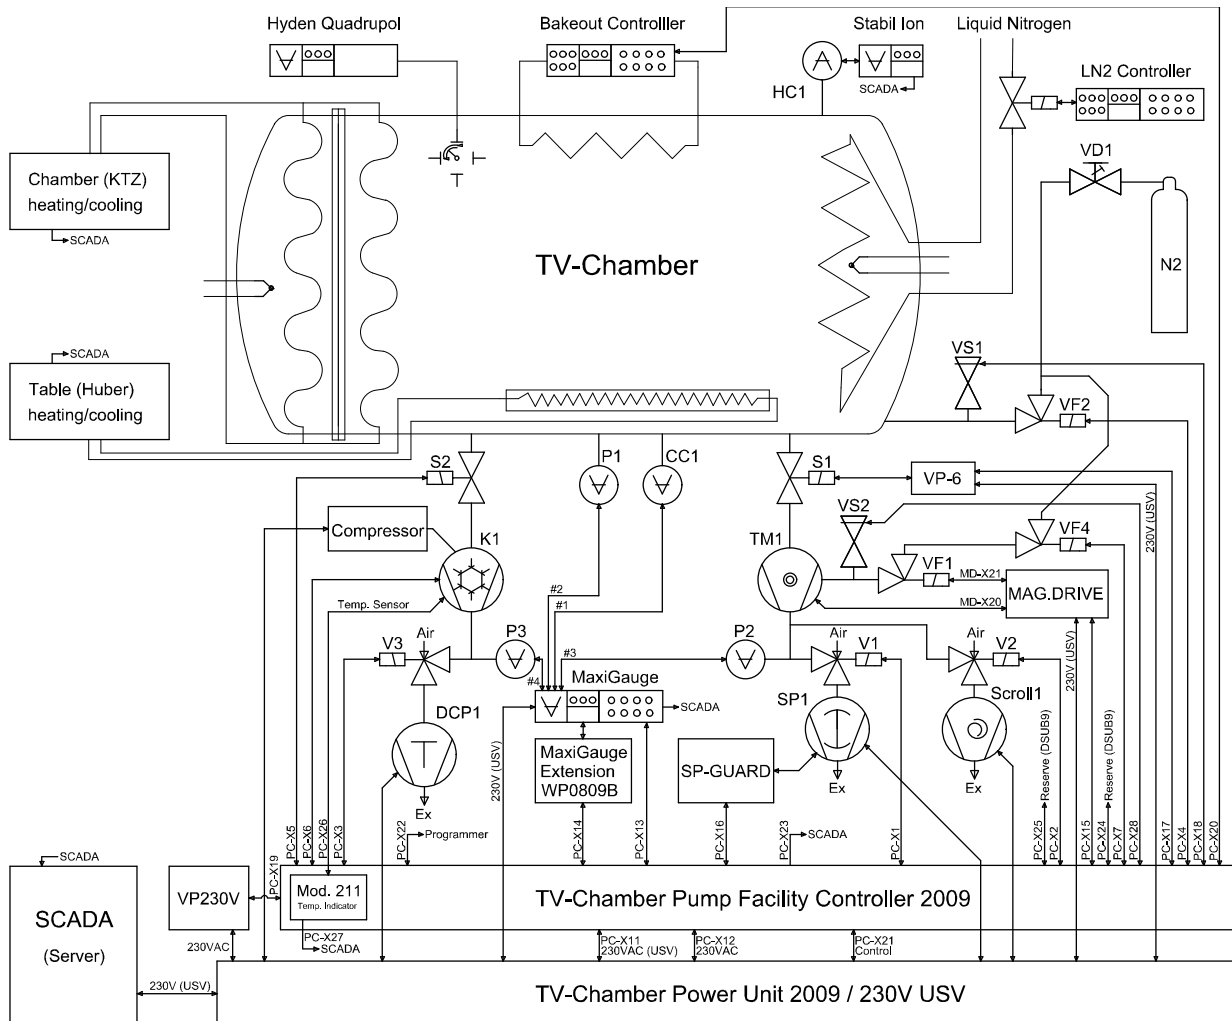 Hyden Quadrupol
Bakeout Controlller
Stabil Ion
Liquid Nitrogen
HC1
SCADA
LN2 Controller
VD1
Chamber (KTZ)
heating/cooling
SCADA
TV-Chamber
N2
SCADA
Table (Huber)
heating/cooling
VS1
VF2
S2
P1
CC1
S1
VP-6
VS2
230V (USV)
Compressor
K1
TM1
VF4
VF1
MD-X21
MAG.DRIVE
MD-X20
#2
#1
Temp. Sensor
Air
V3
P3
#3
#4
P2
Air
V1
Air
V2
230V (USV)
MaxiGauge
SCADA
DCP1
SP1
Scroll1
230V (USV)
MaxiGauge
Extension
WP0809B
SP-GUARD
Ex
Ex
Ex
Reserve (DSUB9)
Reserve (DSUB9)
PC-X5
PC-X6
PC-X26
PC-X3
PC-X22
Programmer
PC-X14
PC-X13
PC-X16
PC-X23
SCADA
PC-X1
PC-X25
PC-X2
PC-X15
PC-X24
PC-X7
PC-X28
PC-X17
PC-X4
PC-X18
PC-X20
SCADA
PC-X19
SCADA
(Server)
VP230V
Mod. 211
Temp. Indicator
TV-Chamber Pump Facility Controller 2009
230VAC
PC-X27
SCADA
PC-X11
230VAC (USV)
PC-X12
230VAC
PC-X21
Control
230V (USV)
TV-Chamber Power Unit 2009 / 230V USV